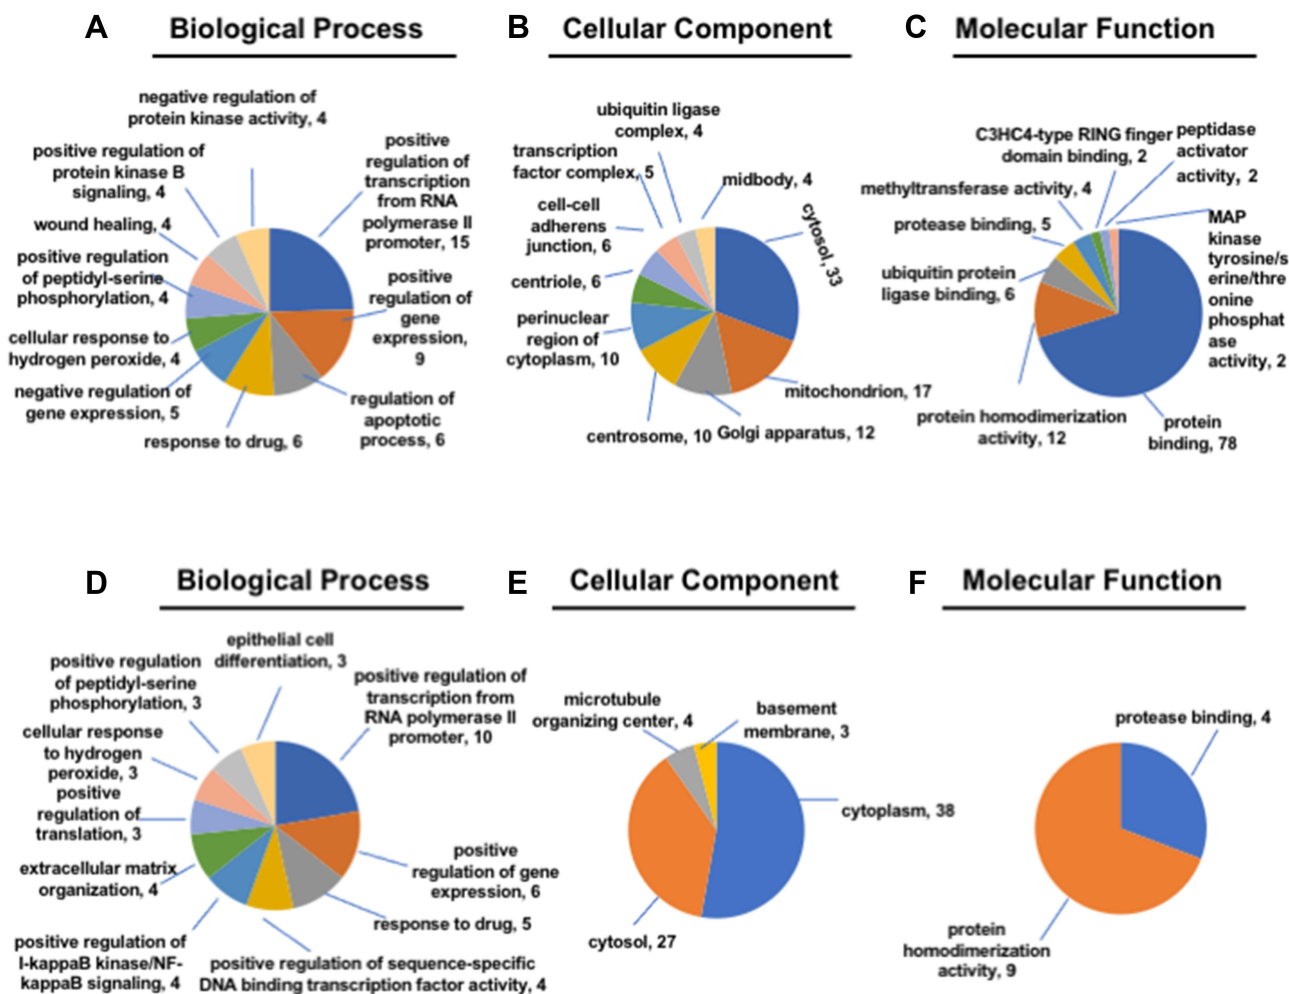 A
Biological Process
negative regulation of
protein kinase activity, 4
positive regulation of
protein kinase B
signaling, 4
wound healing, 4
positive regulation
of peptidyl-serine
phosphorylation, 4
cellular response to
hydrogen peroxide, 4
negative regulation of
gene expression, 5
response to drug, 6
positive
regulation of
transcription
from RNA
polymerase II
promoter, 15
positive
regulation of
gene
expression,
9
regulation of
apoptotic
process, 6
B
Cellular Component
ubiquitin ligase
complex, 4
transcription
factor complex, 5
cell-cell
adherens
junction, 6
centriole, 6
perinuclear
region of
cytoplasm, 10
centrosome, 10
midbody, 4
cytosol, 33
mitochondrion, 17
Golgi apparatus, 12
C
Molecular Function
C3HC4-type RING finger
domain binding, 2
methyltransferase activity, 4
protease binding, 5
ubiquitin protein
ligase binding, 6
protein homodimerization
activity, 12
peptidase
activator
activity, 2
MAP
kinase
tyrosine/s
erine/thre
onine
phosphat
ase
activity, 2
protein
binding, 78
D
Biological Process
epithelial cell
differentiation, 3
positive regulation
of peptidyl-serine
phosphorylation, 3
cellular response
to hydrogen
peroxide, 3
positive
regulation of
translation, 3
extracellular matrix
organization, 4
positive regulation of
I-kappaB kinase/NF-
kappaB signaling, 4
positive regulation of
transcription from
RNA polymerase II
promoter, 10
positive
regulation of gene
expression, 6
response to drug, 5
positive regulation of sequence-specific
DNA binding transcription factor activity, 4
E
Cellular Component
microtubule
organizing center, 4
basement
membrane, 3
cytoplasm, 38
cytosol, 27
F
Molecular Function
protease binding, 4
protein
homodimerization
activity, 9